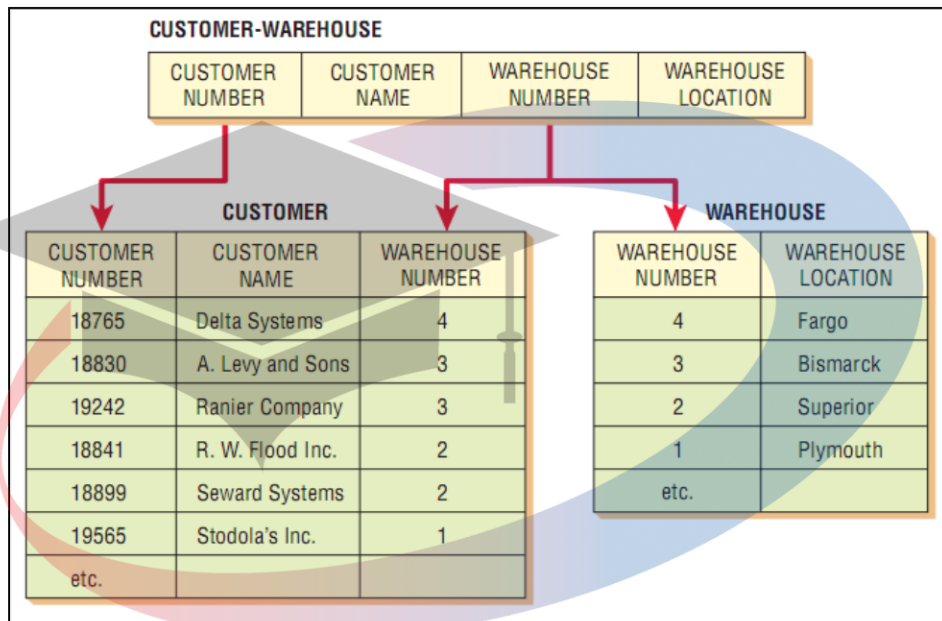 CUSTOMER-WAREHOUSE
CUSTOMER NUMBER CUSTOMER NAME WAREHOUSE NUMBER WAREHOUSE LOCATION
CUSTOMER
CUSTOMER NUMBER CUSTOMER NAME WAREHOUSE NUMBER
18765 Delta Systems 4
18830 A. Levy and Sons 3
19242 Ranier Company 3
18841 R. W. Flood Inc. 2
18899 Seward Systems 2
19565 Stodola's Inc. 1
etc.
WAREHOUSE
WAREHOUSE NUMBER WAREHOUSE LOCATION
4 Fargo
3 Bismarck
2 Superior
1 Plymouth
etc.